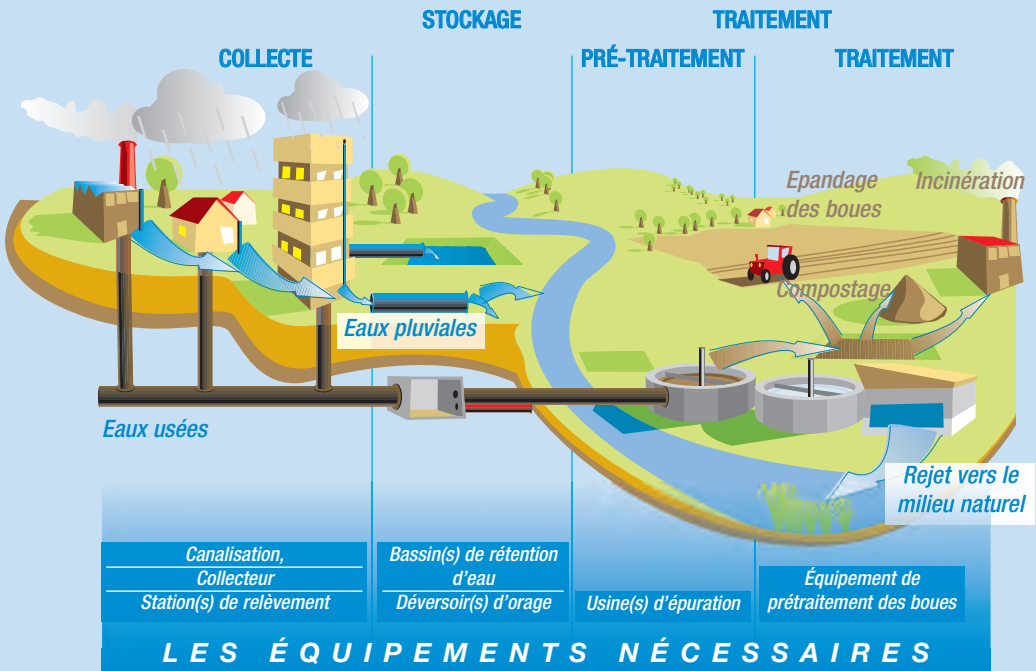 STOCKAGE
TRAITEMENT
COLLECTE
PRÉ-TRAITEMENT
TRAITEMENT
Epandage
des boues
Incinération
Compostage
Eaux pluviales
Eaux usées
Rejet vers le
milieu naturel
Canalisation,
Collecteur
Station(s) de relèvement
Bassin(s) de rétention
d'eau
Déversoir(s) d'orage
Usine(s) d'épuration
Équipement de
prétraitement des boues
LES ÉQUIPEMENTS NÉCESSAIRES